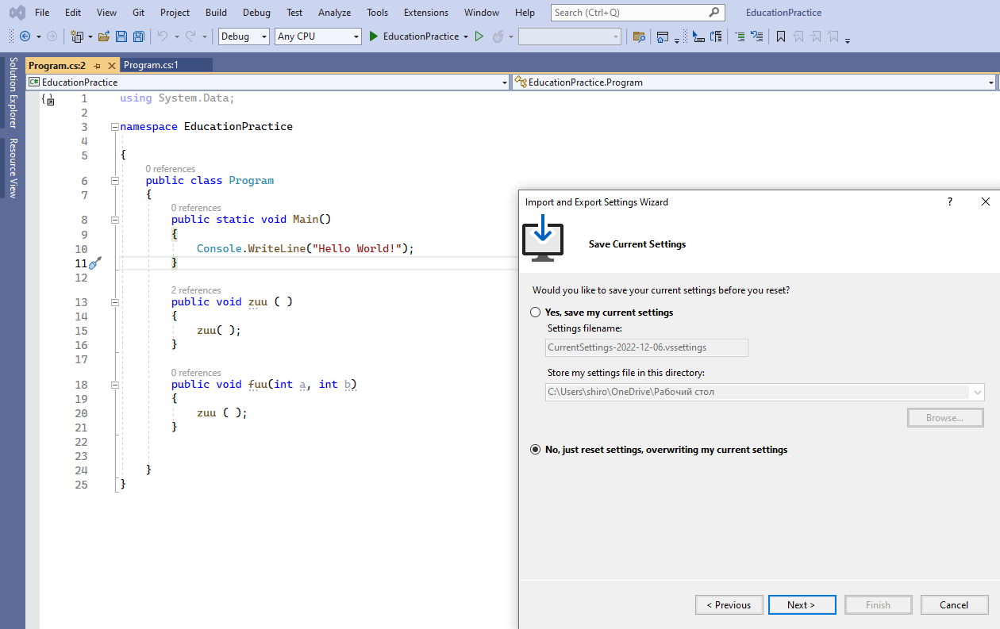 File Edit View Git Project Build Debug Test Analyze Tools Extensions Window Help Search (Ctrl+Q) EducationPractice
Debug Any CPU EducationPractice
Program.cs:2 Program.cs:1
EducationPractice EducationPractice.Program
Solution Explorer
Resource View
1 using System.Data;
2
3 namespace EducationPractice
4
5 {
0 references
6 public class Program
7 {
0 references
8 public static void Main()
9 {
10 Console.WriteLine("Hello World!");
11 }
12
2 references
13 public void zuu ( )
14 {
15 zuu( );
16 }
17
0 references
18 public void fuu(int a, int b)
19 {
20 zuu ( );
21 }
22
23
24 }
25 }
Import and Export Settings Wizard ?
Save Current Settings
Would you like to save your current settings before you reset?
Yes, save my current settings
Settings filename:
CurrentSettings-2022-12-06.vssettings
Store my settings file in this directory:
C:\Users\shiro\OneDrive\Рабочий стол
Browse...
No, just reset settings, overwriting my current settings
< Previous Next > Finish Cancel